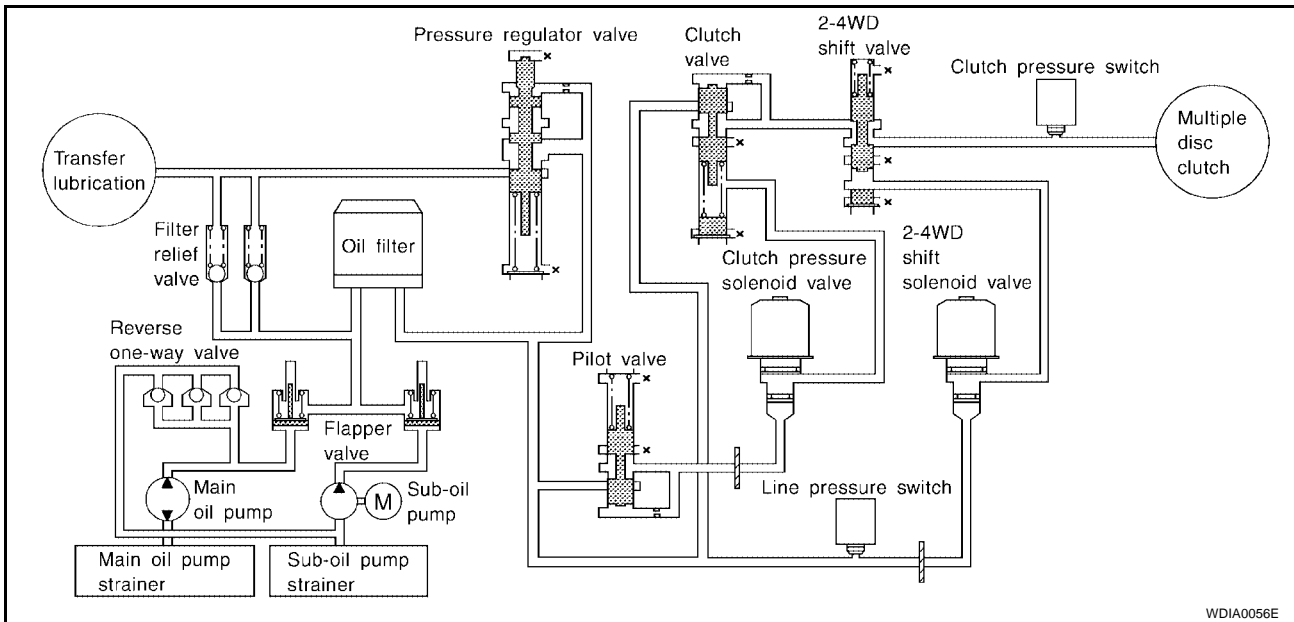 Pressure regulator valve
Clutch
valve
2-4WD
shift valve
Clutch pressure switch
Multiple
disc
clutch
Transfer
lubrication
Filter
relief
valve
Oil filter
Clutch pressure
solenoid valve
2-4WD
shift
solenoid valve
Reverse
one-way valve
Pilot valve
Flapper
valve
Main
oil pump
M
Sub-oil
pump
Line pressure switch
Main oil pump
strainer
Sub-oil pump
strainer
WDIA0056E